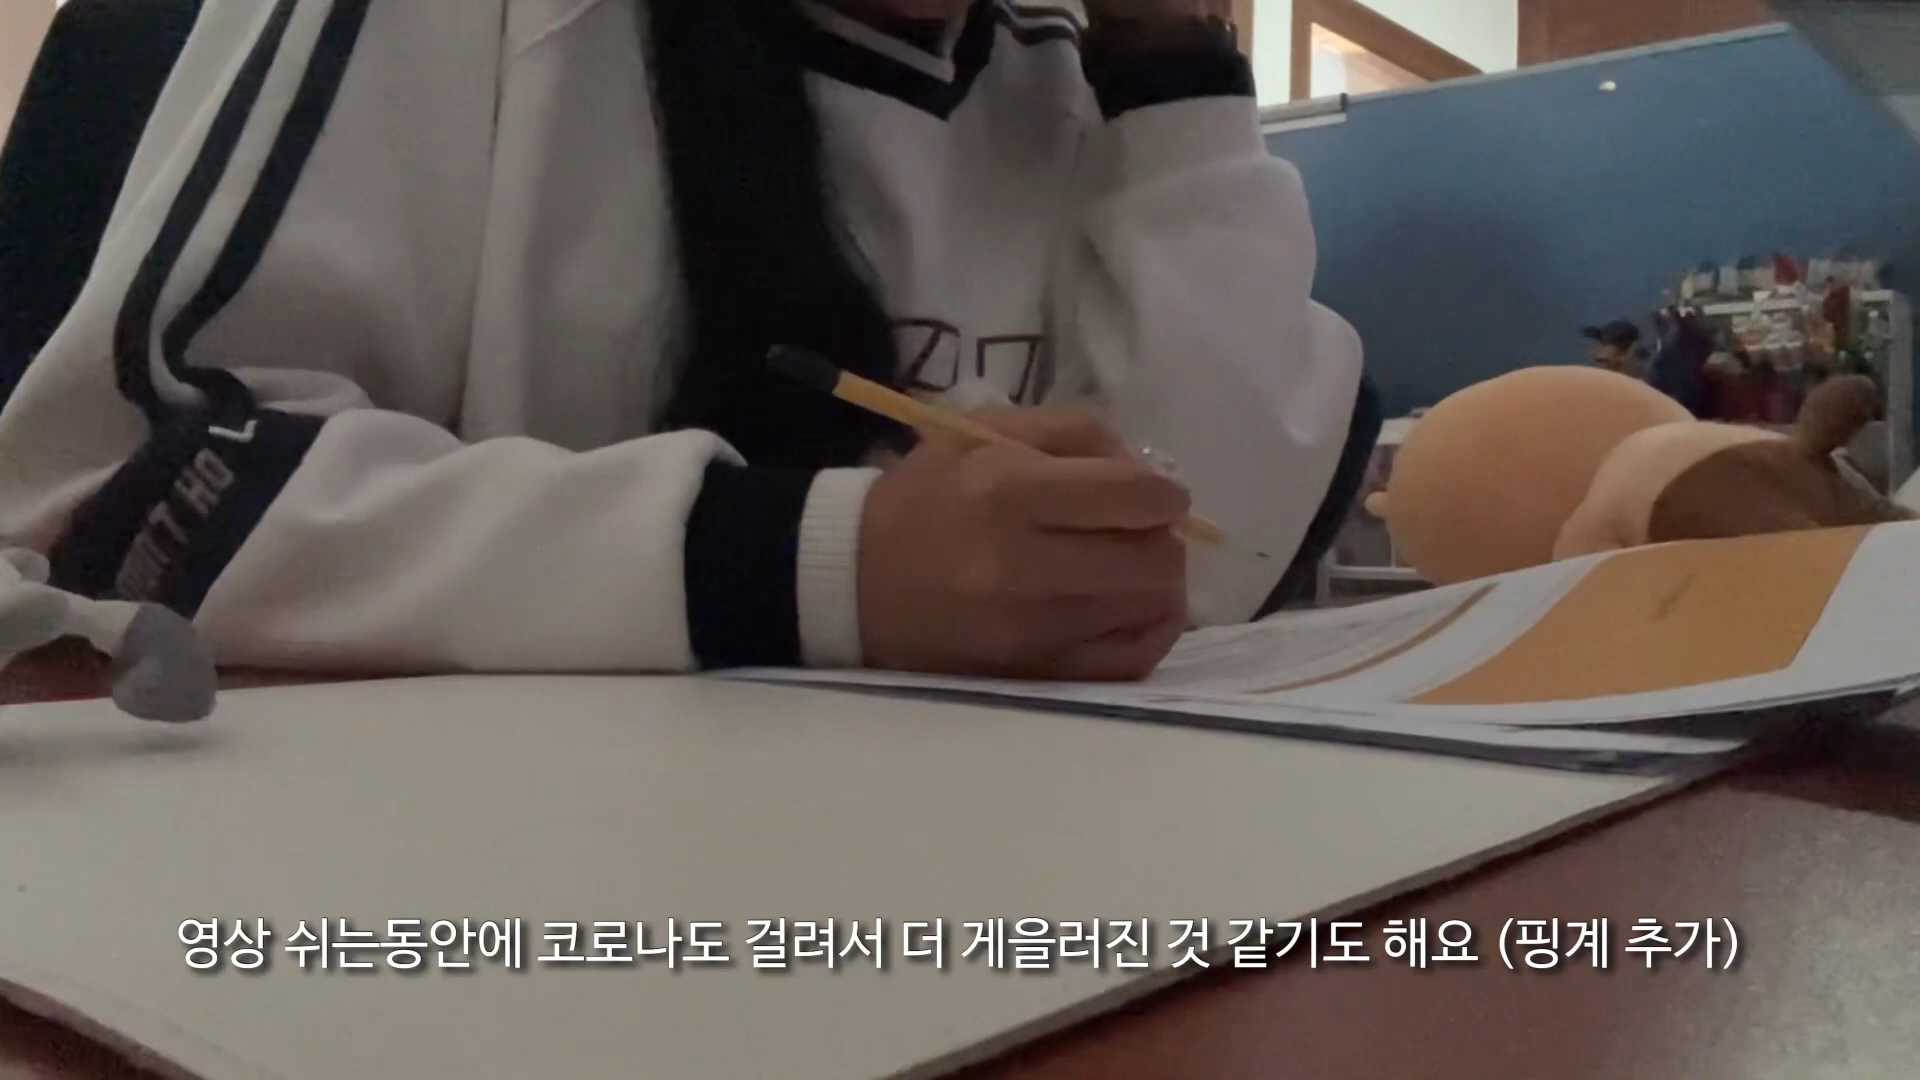 영상 쉬는동안에 코로나도 걸려서 더 게을러진 것 같기도 해요 (핑계 추가)